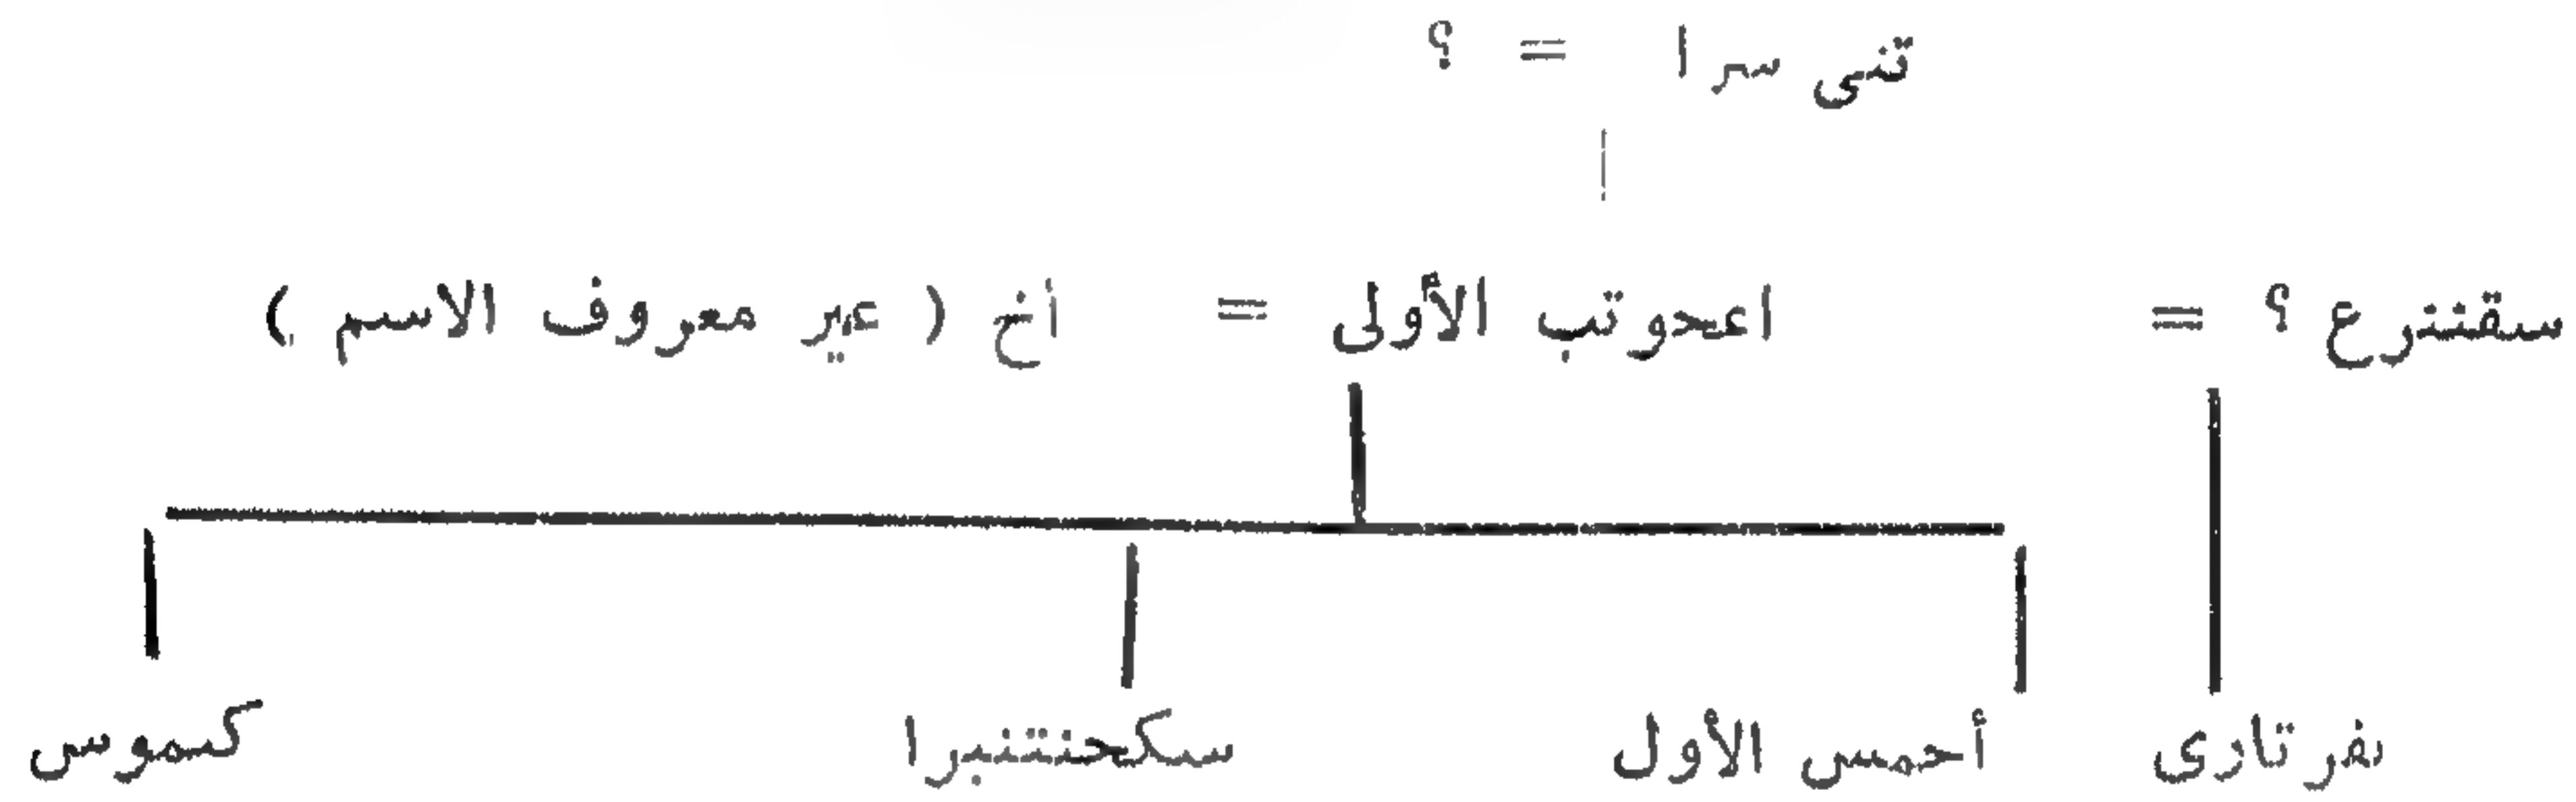 تتى سرا = ؟
سقننرع ؟ = اعحوتب الأولى = أخ ( غير معروف الاسم )
نفرتارى أحمس الأول سكحنتنبرا كموس